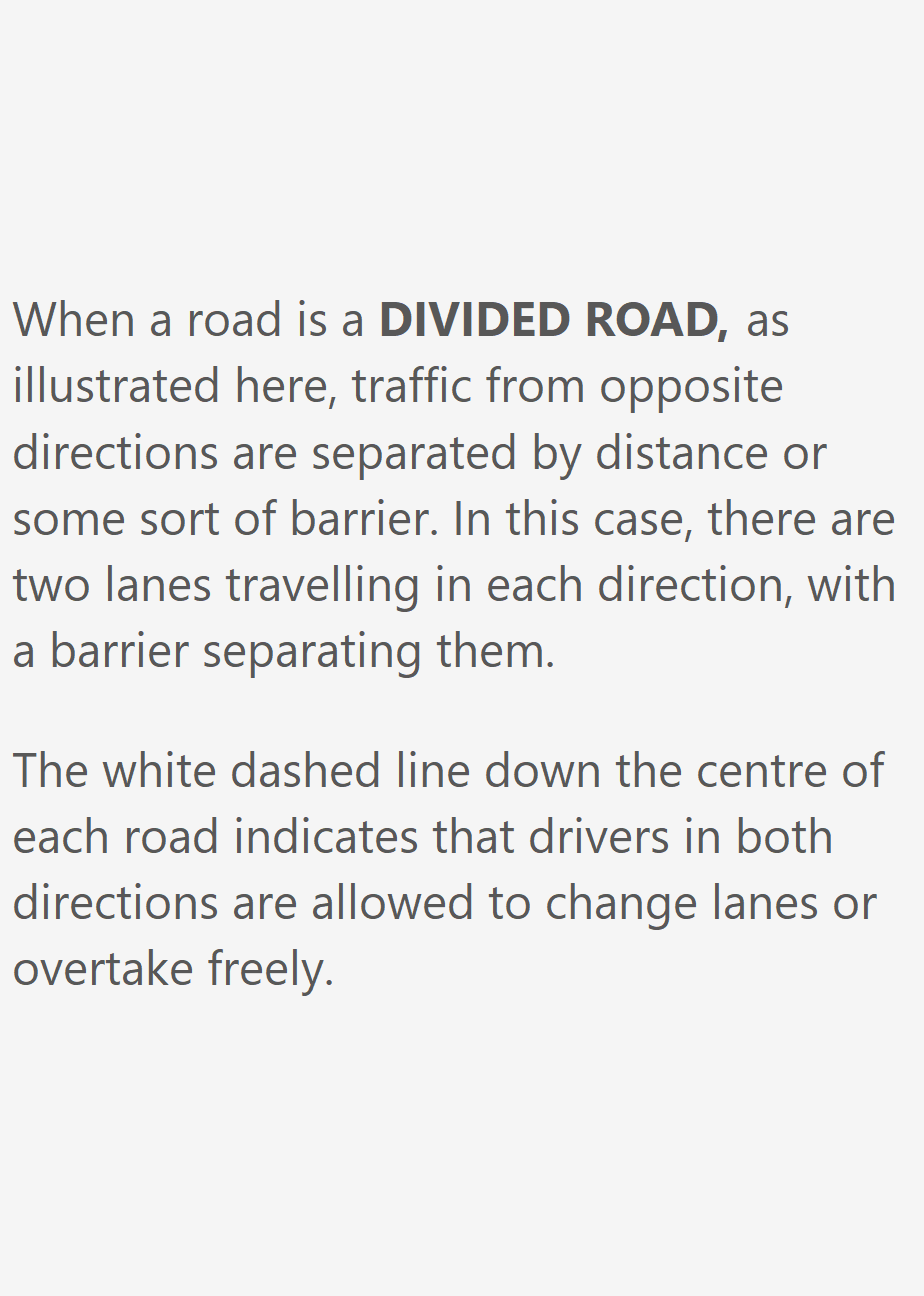 When a road is a DIVIDED ROAD, as
illustrated here, traffic from opposite
directions are separated by distance or
some sort of barrier. In this case, there are
two lanes travelling in each direction, with
a barrier separating them.
The white dashed line down the centre of
each road indicates that drivers in both
directions are allowed to change lanes or
overtake freely.